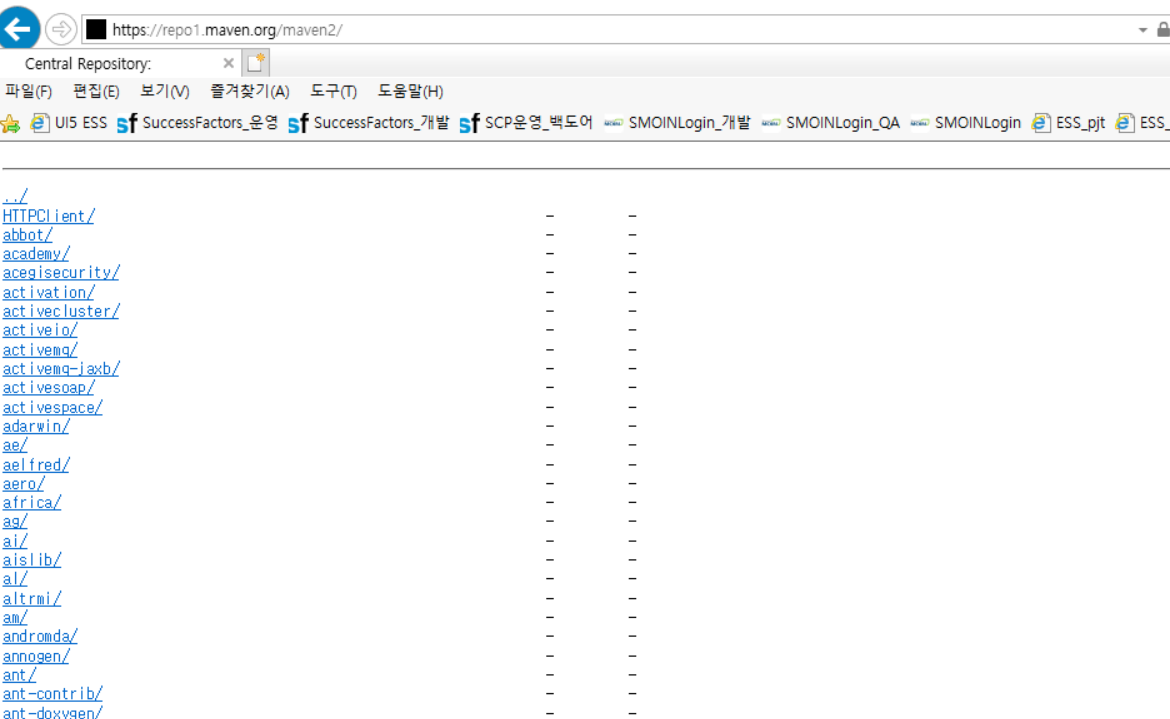 https://repo1.maven.org/maven2/
Central Repository:
파일(F) 편집(E) 보기(V) 즐겨찾기(A) 도구(T) 도움말(H)
UI5 ESS SuccessFactors_운영 SuccessFactors_개발 SCP운영_백도어 SMOINLogin_개발 SMOINLogin_QA SMOINLogin ESS_pjt ESS_
../
HTTPClient/ - -
abbot/ - -
academy/ - -
acegisecurity/ - -
activation/ - -
activecluster/ - -
activeio/ - -
activemq/ - -
activemq-jaxb/ - -
activesoap/ - -
activespace/ - -
adarwin/ - -
ae/ - -
aelfred/ - -
aero/ - -
africa/ - -
ag/ - -
ai/ - -
aislib/ - -
al/ - -
altrmi/ - -
am/ - -
andromda/ - -
annogen/ - -
ant/ - -
ant-contrib/ - -
ant-doxygen/ - -